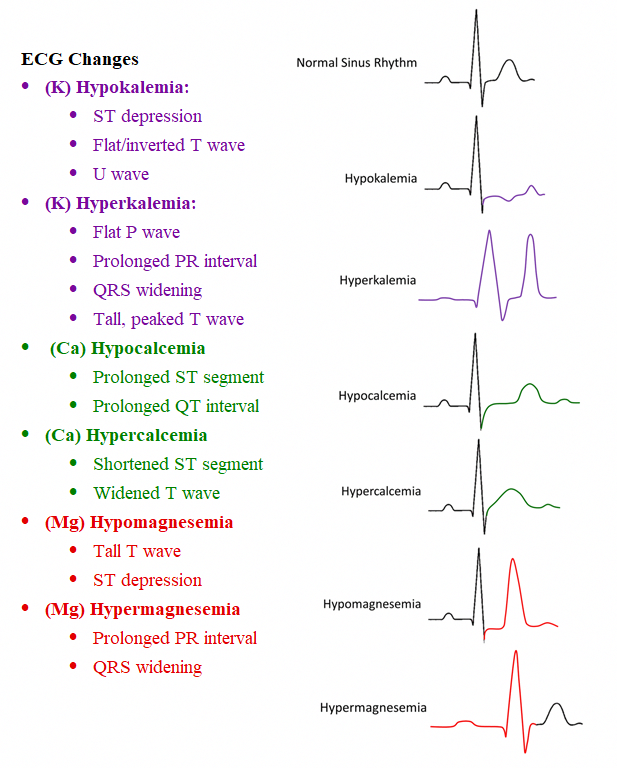 ECG Changes
• (K) Hypokalemia:
• ST depression
• Flat/inverted T wave
• U wave
• (K) Hyperkalemia:
• Flat P wave
• Prolonged PR interval
• QRS widening
• Tall, peaked T wave
• (Ca) Hypocalcemia
• Prolonged ST segment
• Prolonged QT interval
• (Ca) Hypercalcemia
• Shortened ST segment
• Widened T wave
• (Mg) Hypomagnesemia
• Tall T wave
• ST depression
• (Mg) Hypermagnesemia
• Prolonged PR interval
• QRS widening
Normal Sinus Rhythm
Hypokalemia
Hyperkalemia
Hypocalcemia
Hypercalcemia
Hypomagnesemia
Hypermagnesemia